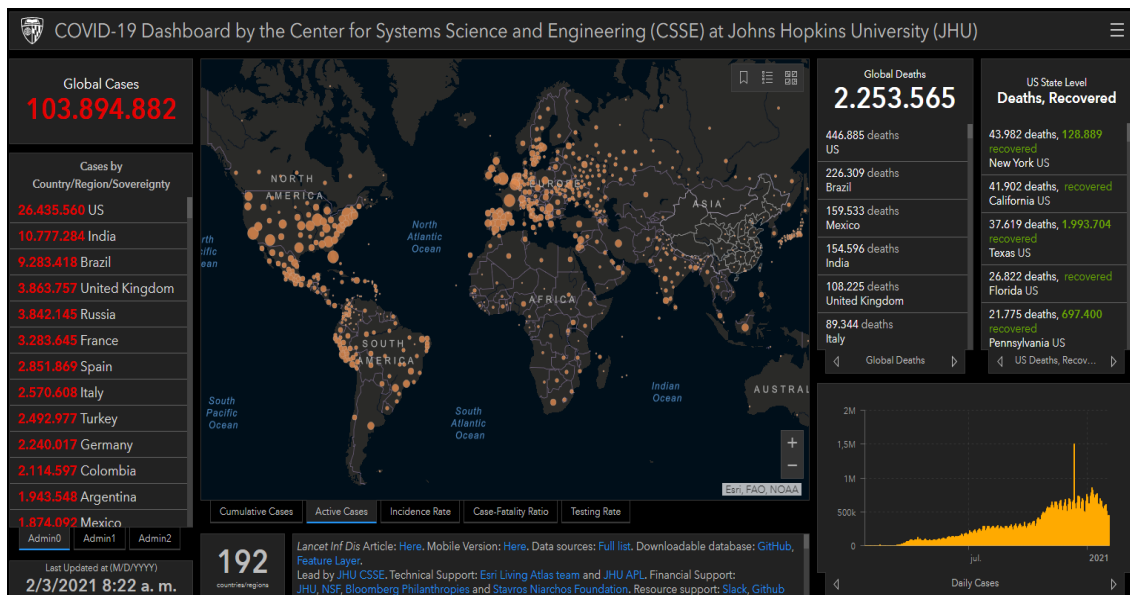 COVID-19 Dashboard by the Center for Systems Science and Engineering (CSSE) at Johns Hopkins University (JHU)
Global Cases
103.894.882
Cases by
Country/Region/Sovereignty
26.435.560 US
10.777.284 India
9.283.418 Brazil
3.863.757 United Kingdom
3.842.145 Russia
3.283.645 France
2.851.869 Spain
2.570.608 Italy
2.492.977 Turkey
2.240.017 Germany
2.114.597 Colombia
1.943.548 Argentina
1.874.092 Mexico
Admin0 Admin1 Admin2
Last Updated at (M/D/YYYY)
2/3/2021 8:22 a. m.
NORTH
AMERICA
EUROPE
ASIA
North
Atlantic
Ocean
rth
cific
ean
AFRICA
SOUTH
AMERICA
Indian
Ocean
AUSTRAL
South
Pacific
Ocean
South
Atlantic
Ocean
+
−
Esri, FAO, NOAA
Cumulative Cases Active Cases Incidence Rate Case-Fatality Ratio Testing Rate
192
countries/regions
Lancet Inf Dis Article: Here. Mobile Version: Here. Data sources: Full list. Downloadable database: GitHub,
Feature Layer.
Lead by JHU CSSE. Technical Support: Esri Living Atlas team and JHU APL. Financial Support:
JHU, NSF, Bloomberg Philanthropies and Stavros Niarchos Foundation. Resource support: Slack, Github
Global Deaths
2.253.565
446.885 deaths
US
226.309 deaths
Brazil
159.533 deaths
Mexico
154.596 deaths
India
108.225 deaths
United Kingdom
89.344 deaths
Italy
Global Deaths
US State Level
Deaths, Recovered
43.982 deaths, 128.889
recovered
New York US
41.902 deaths, recovered
California US
37.619 deaths, 1.993.704
recovered
Texas US
26.822 deaths, recovered
Florida US
21.775 deaths, 697.400
recovered
Pennsylvania US
US Deaths, Recov...
2M
1,5M
1M
500k
0
jul.
2021
Daily Cases